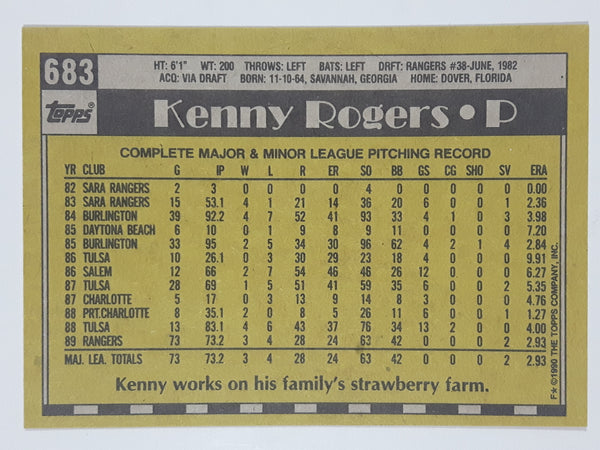 683
HT: 6'1" WT: 200 THROWS: LEFT BATS: LEFT DRFT: RANGERS #38-JUNE, 1982
ACQ: VIA DRAFT BORN: 11-10-64, SAVANNAH, GEORGIA HOME: DOVER, FLORIDA
Topps®
Kenny Rogers • P
COMPLETE MAJOR & MINOR LEAGUE PITCHING RECORD
YR CLUB G IP W L R ER SO BB GS CG SHO SV ERA
82 SARA RANGERS 2 3 0 0 0 0 4 0 0 0 0 0 0.00
83 SARA RANGERS 15 53.1 4 1 21 14 36 20 6 0 0 1 2.36
84 BURLINGTON 39 92.2 4 7 52 41 93 33 4 1 0 3 3.98
85 DAYTONA BEACH 6 10 0 1 9 8 9 11 0 0 0 0 7.20
85 BURLINGTON 33 95 2 5 34 30 96 62 4 2 1 4 2.84
86 TULSA 10 26.1 0 3 30 29 23 18 4 0 0 0 9.91
86 SALEM 12 66 2 7 54 46 46 26 12 0 0 0 6.27
87 TULSA 28 69 1 5 51 41 59 35 6 0 0 2 5.35
87 CHARLOTTE 5 17 0 3 13 9 14 8 3 0 0 0 4.76
88 PRT.CHARLOTTE 8 35.1 2 0 8 5 26 11 6 0 0 1 1.27
88 TULSA 13 83.1 4 6 43 37 76 34 13 2 0 0 4.00
89 RANGERS 73 73.2 3 4 28 24 63 42 0 0 0 2 2.93
MAJ. LEA. TOTALS 73 73.2 3 4 28 24 63 42 0 0 0 2 2.93
Kenny works on his family's strawberry farm.
F★ ©1990 THE TOPPS COMPANY, INC.